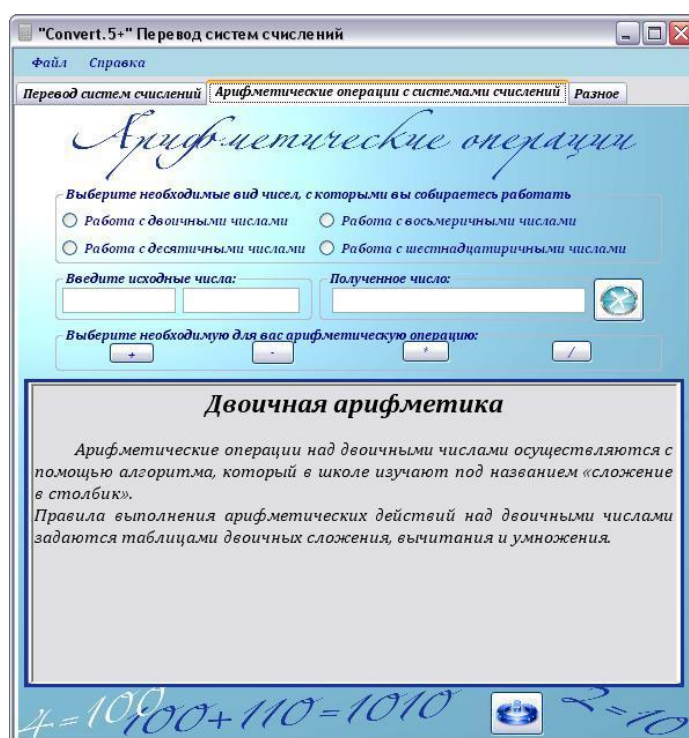 "Convert.5+" Перевод систем счислений
Файл Справка
Перевод систем счислений Арифметические операции с системами счислений Разное
Арифметические операции
Выберите необходимые вид чисел, с которыми вы собираетесь работать
Работа с двоичными числами Работа с восьмеричными числами
Работа с десятичными числами Работа с шестнадцатиричными числами
Введите исходные числа: Полученное число:
Выберите необходимую для вас арифметическую операцию:
+ - * /
Двоичная арифметика
Арифметические операции над двоичными числами осуществляются с
помощью алгоритма, который в школе изучают под названием «сложение
в столбик».
Правила выполнения арифметических действий над двоичными числами
задаются таблицами двоичных сложения, вычитания и умножения.
4=100 100+110=1010 2=10